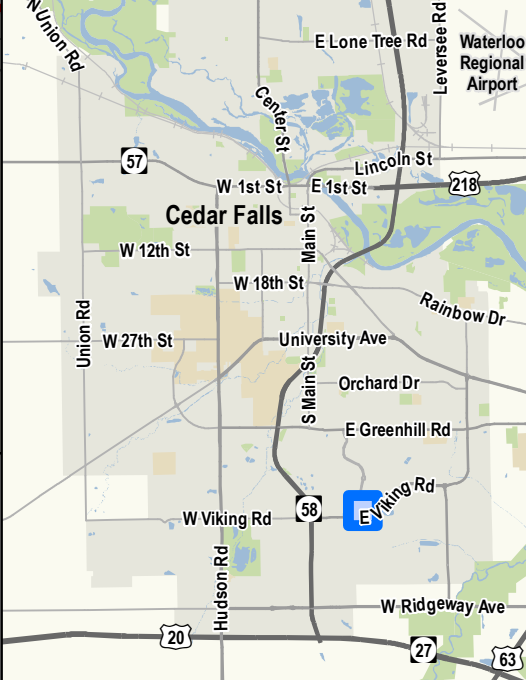 N Union Rd
E Lone Tree Rd
Leversee Rd
Waterloo
Regional
Airport
Center St
57
Lincoln St
W 1st St
E 1st St
218
Cedar Falls
Main St
W 12th St
W 18th St
Rainbow Dr
Union Rd
W 27th St
University Ave
S Main St
Orchard Dr
E Greenhill Rd
E Viking Rd
58
W Viking Rd
Hudson Rd
W Ridgeway Ave
20
27
63